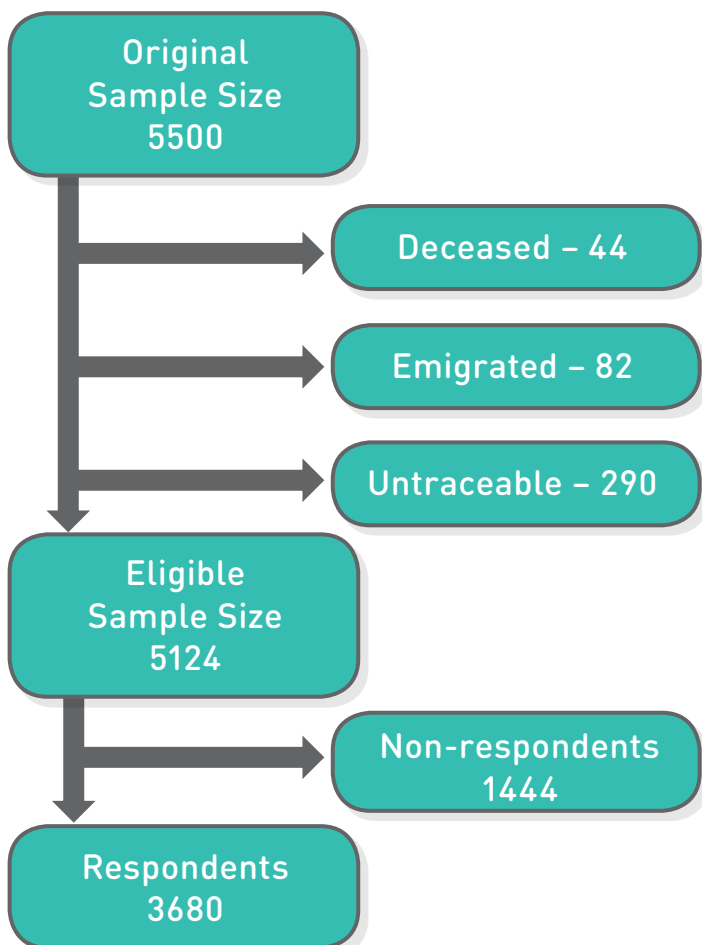 Original
Sample Size
5500
Deceased – 44
Emigrated – 82
Untraceable – 290
Eligible
Sample Size
5124
Non-respondents
1444
Respondents
3680